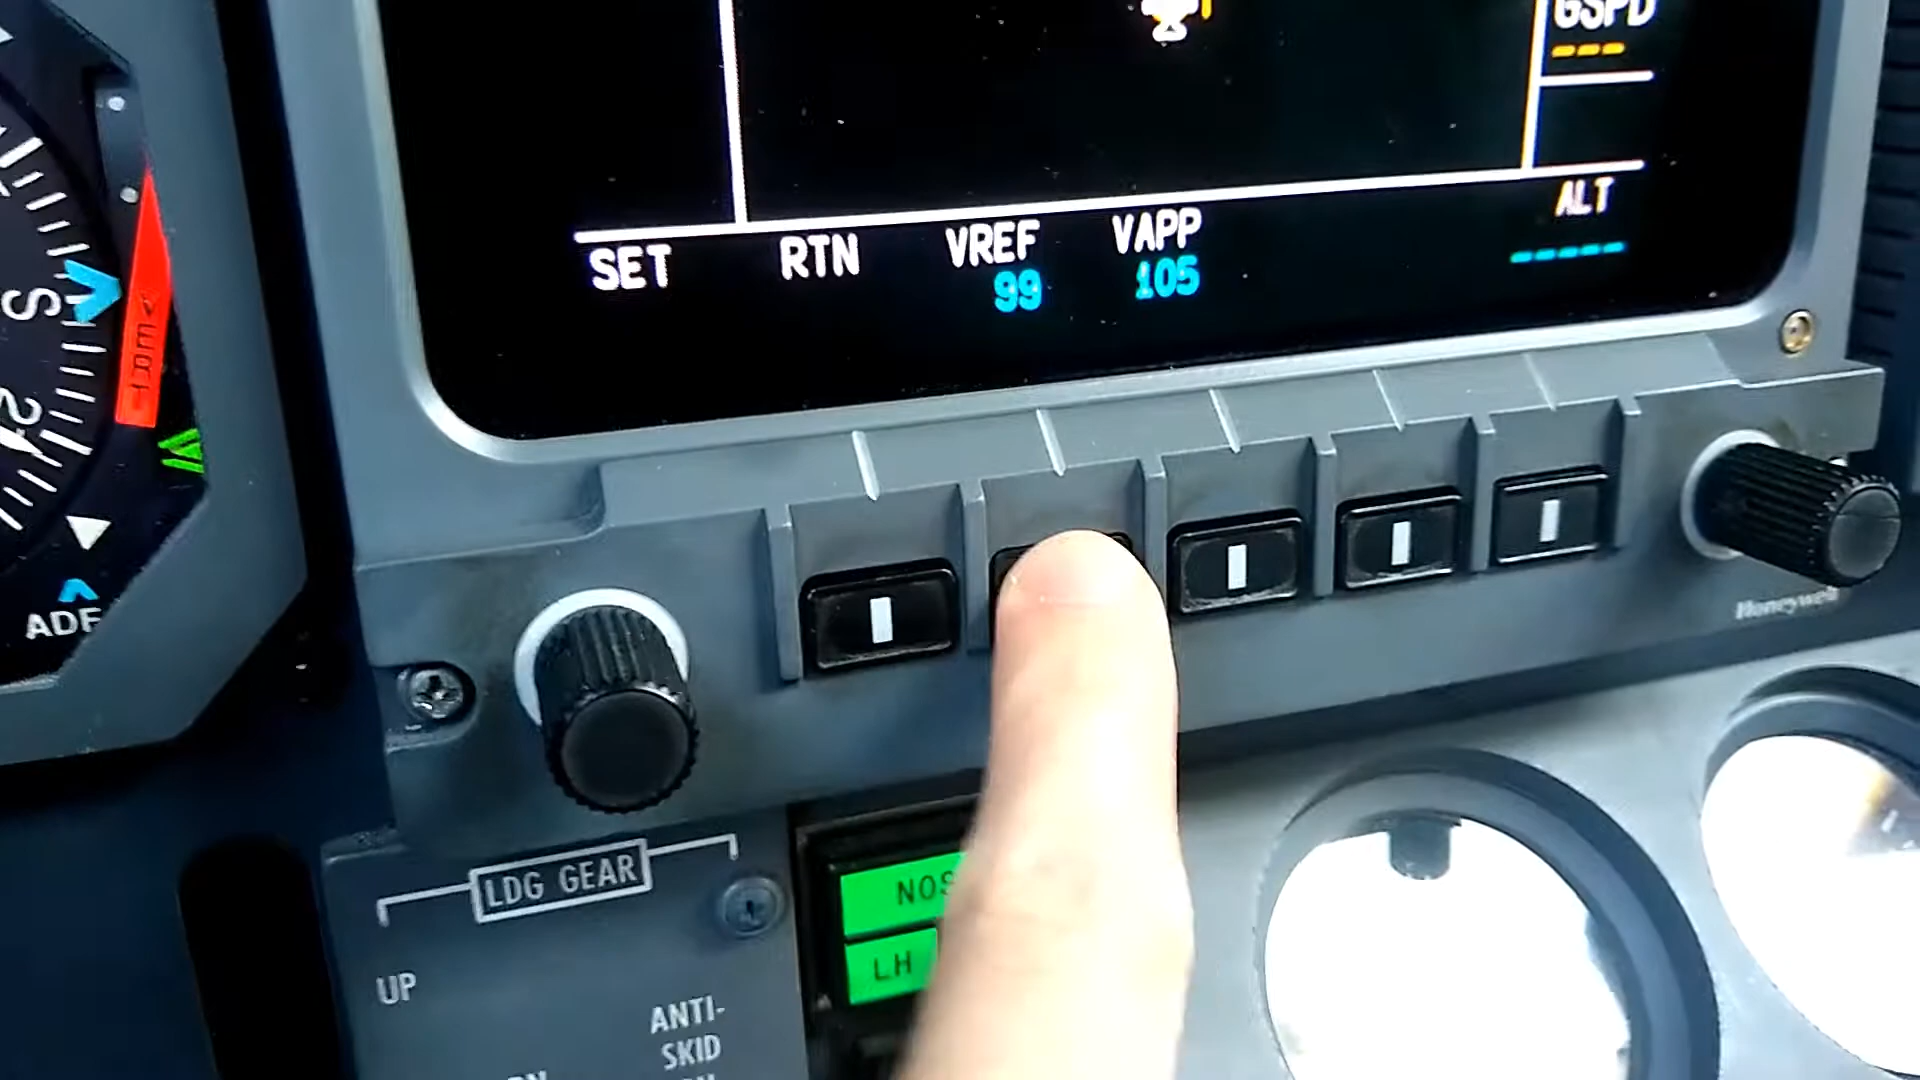 GSPD
---
SET RTN VREF VAPP ALT
99 105 -----
S
VERT
ADF
Honeywell
LDG GEAR
NOS
LH
UP
ANTI-
SKID